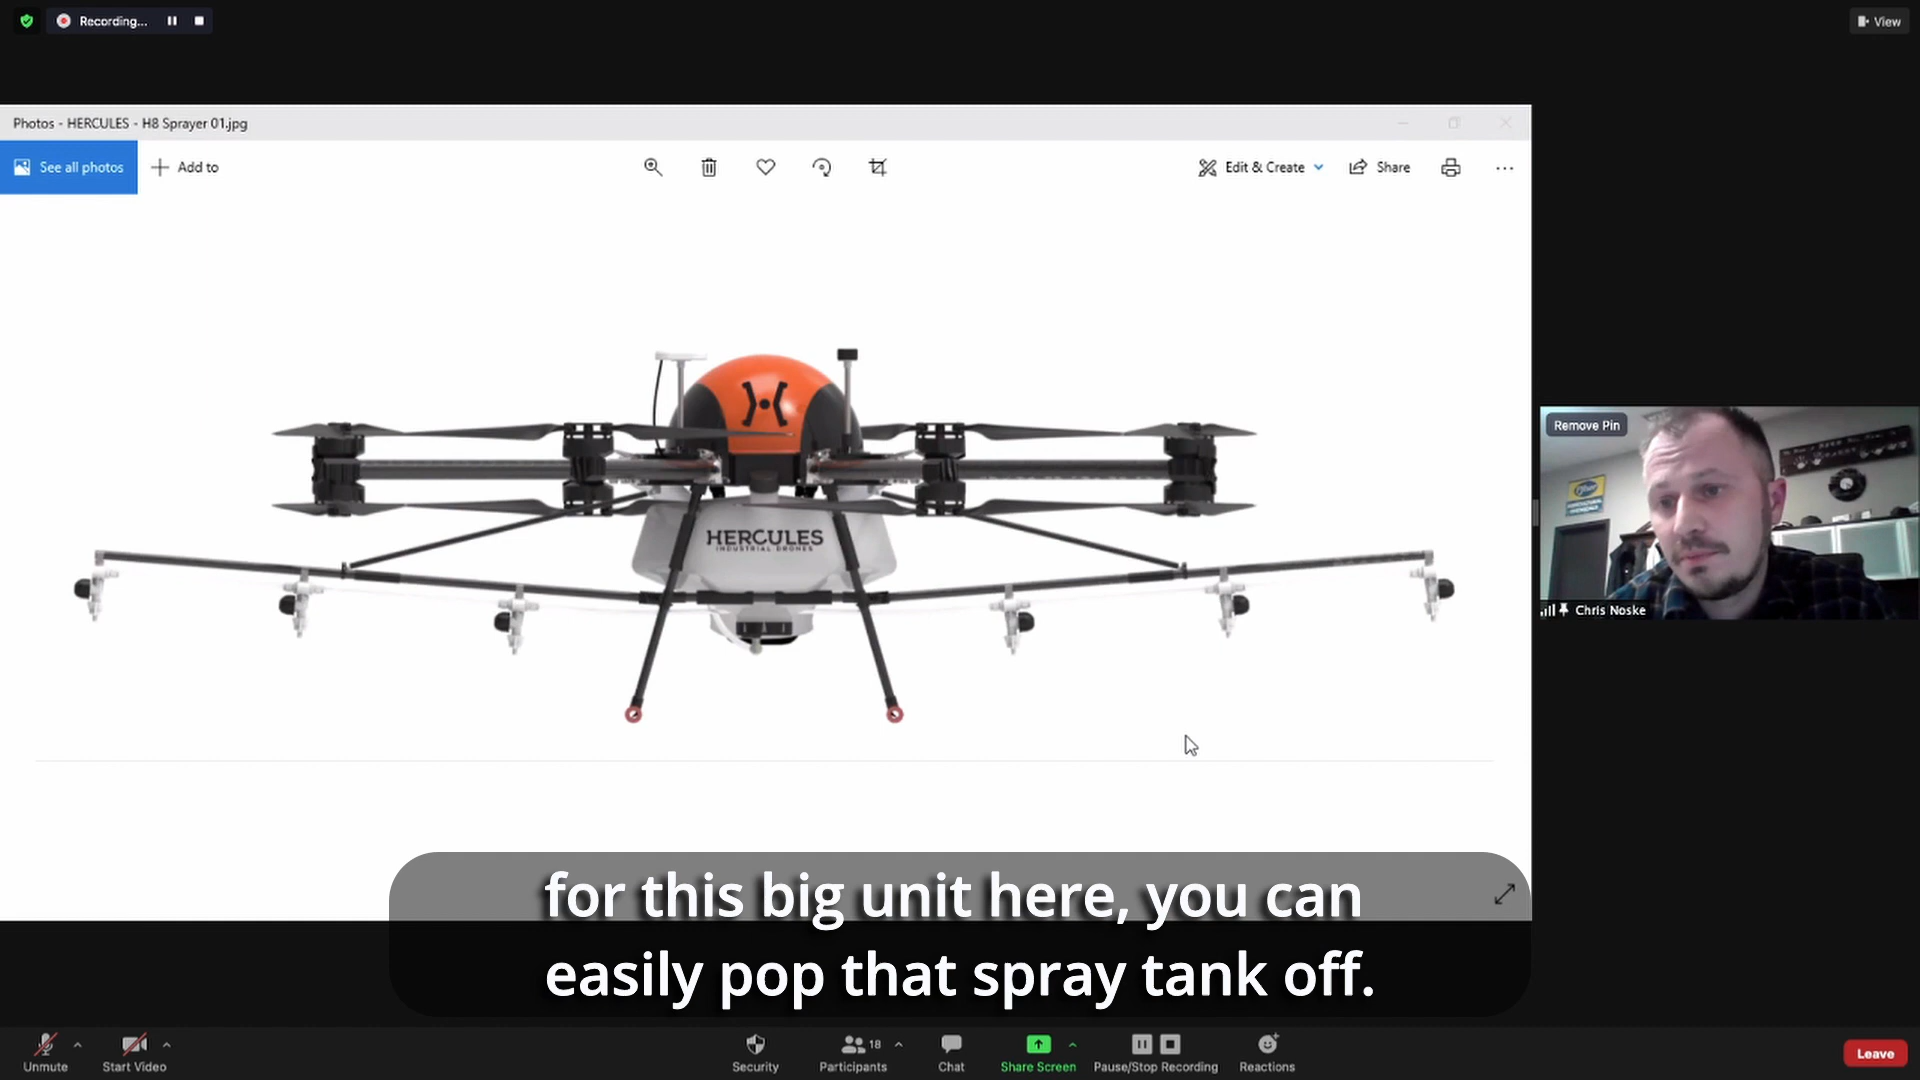 Recording...
View
Photos - HERCULES - H8 Sprayer 01.jpg
See all photos
Add to
Edit & Create
Share
HERCULES
INDUSTRIAL DRONES
Remove Pin
Chris Noske
for this big unit here, you can
easily pop that spray tank off.
Unmute
Start Video
Security
Participants
18
Chat
Share Screen
Pause/Stop Recording
Reactions
Leave